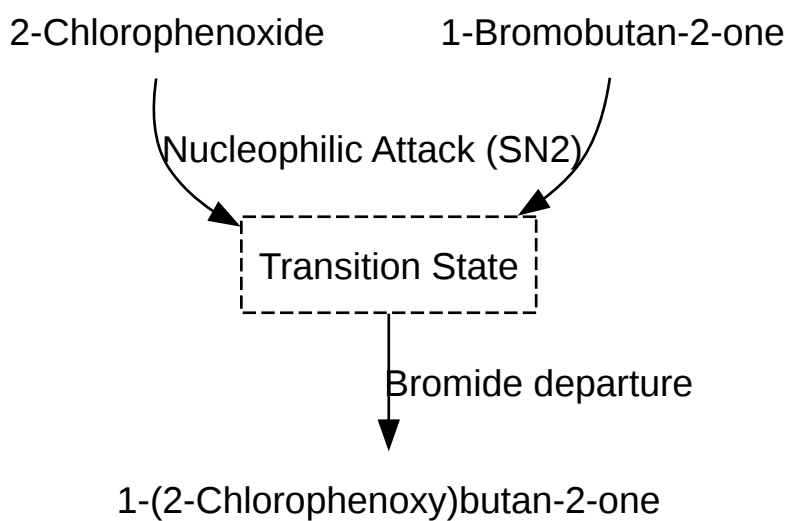 2-Chlorophenoxide
1-Bromobutan-2-one
Nucleophilic Attack (SN2)
Transition State
Bromide departure
1-(2-Chlorophenoxy)butan-2-one